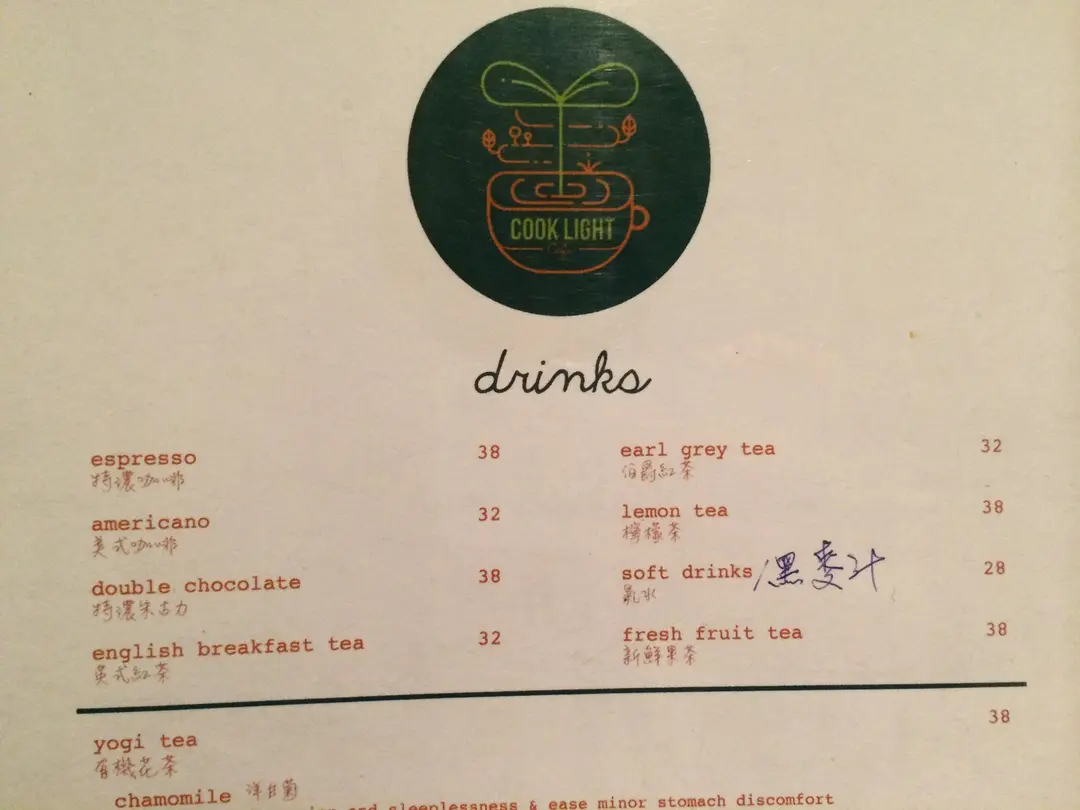 COOK LIGHT
Cafe
drinks
espresso 38
特濃咖啡
americano 32
美式咖啡
double chocolate 38
特濃朱古力
english breakfast tea 32
英式紅茶
earl grey tea 32
伯爵紅茶
lemon tea 38
檸檬茶
soft drinks/黑麥汁 28
氣水
fresh fruit tea 38
新鮮果茶
yogi tea 38
有機花茶
chamomile 洋甘菊
and sleeplessness & ease minor stomach discomfort